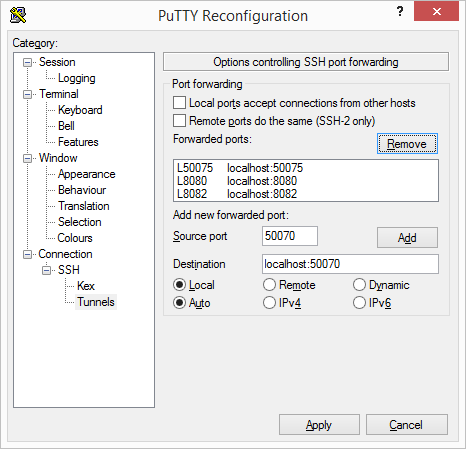 PuTTY Reconfiguration
?
Category:
Session
Logging
Terminal
Keyboard
Bell
Features
Window
Appearance
Behaviour
Translation
Selection
Colours
Connection
SSH
Kex
Tunnels
Options controlling SSH port forwarding
Port forwarding
Local ports accept connections from other hosts
Remote ports do the same (SSH-2 only)
Forwarded ports:
Remove
L50075 localhost:50075
L8080 localhost:8080
L8082 localhost:8082
Add new forwarded port:
Source port 50070 Add
Destination localhost:50070
Local Remote Dynamic
Auto IPv4 IPv6
Apply Cancel